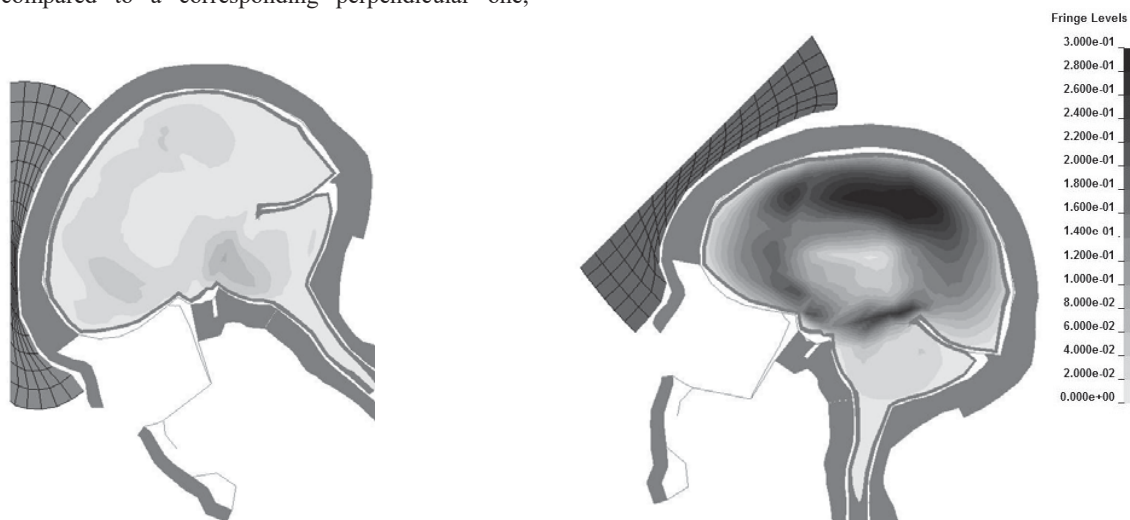 compared to a corresponding perpendicular one,
Fringe Levels
3.000e-01
2.800e-01
2.600e-01
2.400e-01
2.200e-01
2.000e-01
1.800e-01
1.600e-01
1.400e 01
1.200e-01
1.000e-01
8.000e-02
6.000e-02
4.000e-02
2.000e-02
0.000e+00